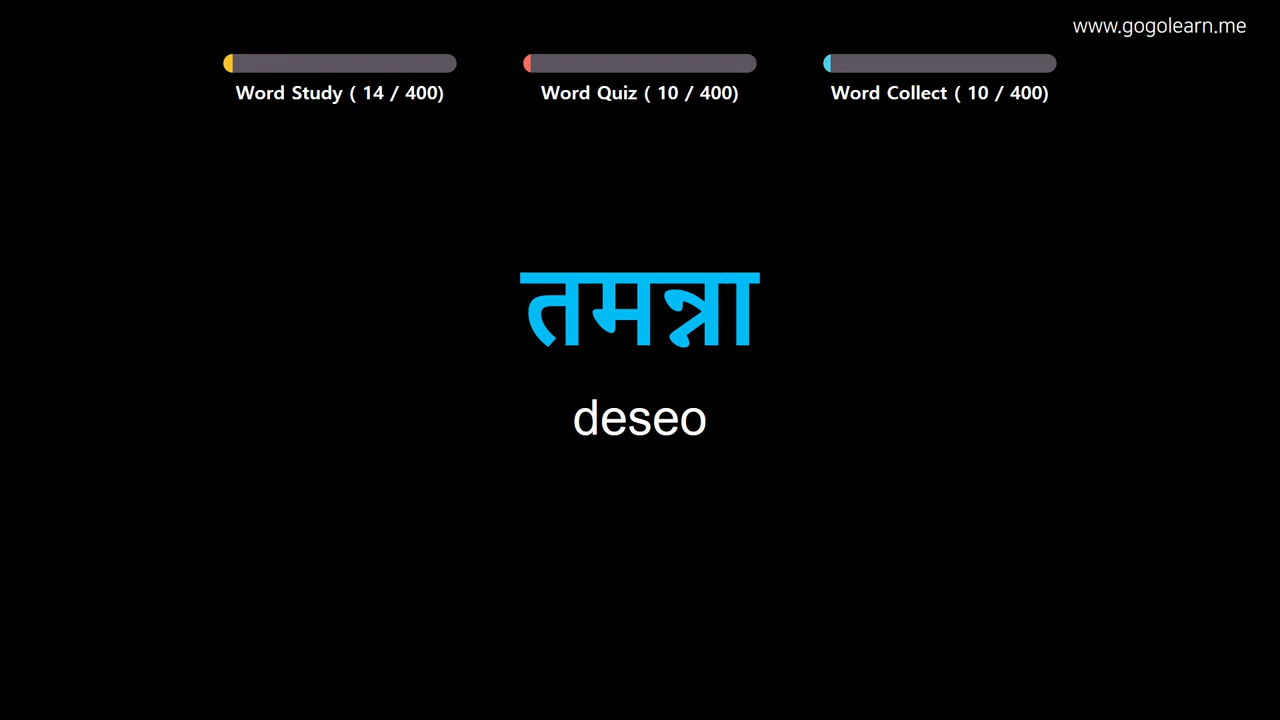 www.gogolearn.me
Word Study ( 14 / 400)
Word Quiz ( 10 / 400)
Word Collect ( 10 / 400)
तमन्ना
deseo